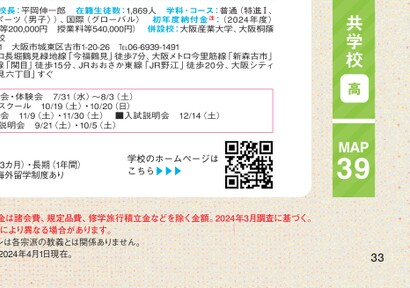 校長：平岡伸一郎 在籍生徒数：1,869人 学科・コース：普通（特進Ⅰ、
ポーツ（男子））、国際（グローバル） 初年度納付金注：（2024年度）
等200,000円 授業料等540,000円） 併設校：大阪産業大学、大阪桐蔭
校
大阪市城東区古市1-20-26 Tel 06-6939-1491
ロ長堀鶴見緑地線「今福鶴見」徒歩7分、大阪メトロ今里筋線「新森古市」
線「関目」徒歩15分、JRおおさか東線「JR野江」徒歩20分、大阪シティ
見六丁目」すぐ
会・体験会 7/31（水）〜8/3（土）
スクール 10/19（土）・10/20（日）
会 11/9（土）・11/30（土） ■入試説明会 12/14（土）
説明会 9/21（土）・10/5（土）
3カ月）・長期（1年間）
海外留学制度あり
学校のホームページは
こちら▶▶▶
共学校
高
MAP
39
金は諸会費、規定品費、修学旅行積立金などを除く金額。2024年3月調査に基づく。
により異なる場合があります。
ンは各宗派の教義とは関係ありません。
2024年4月1日現在。
33